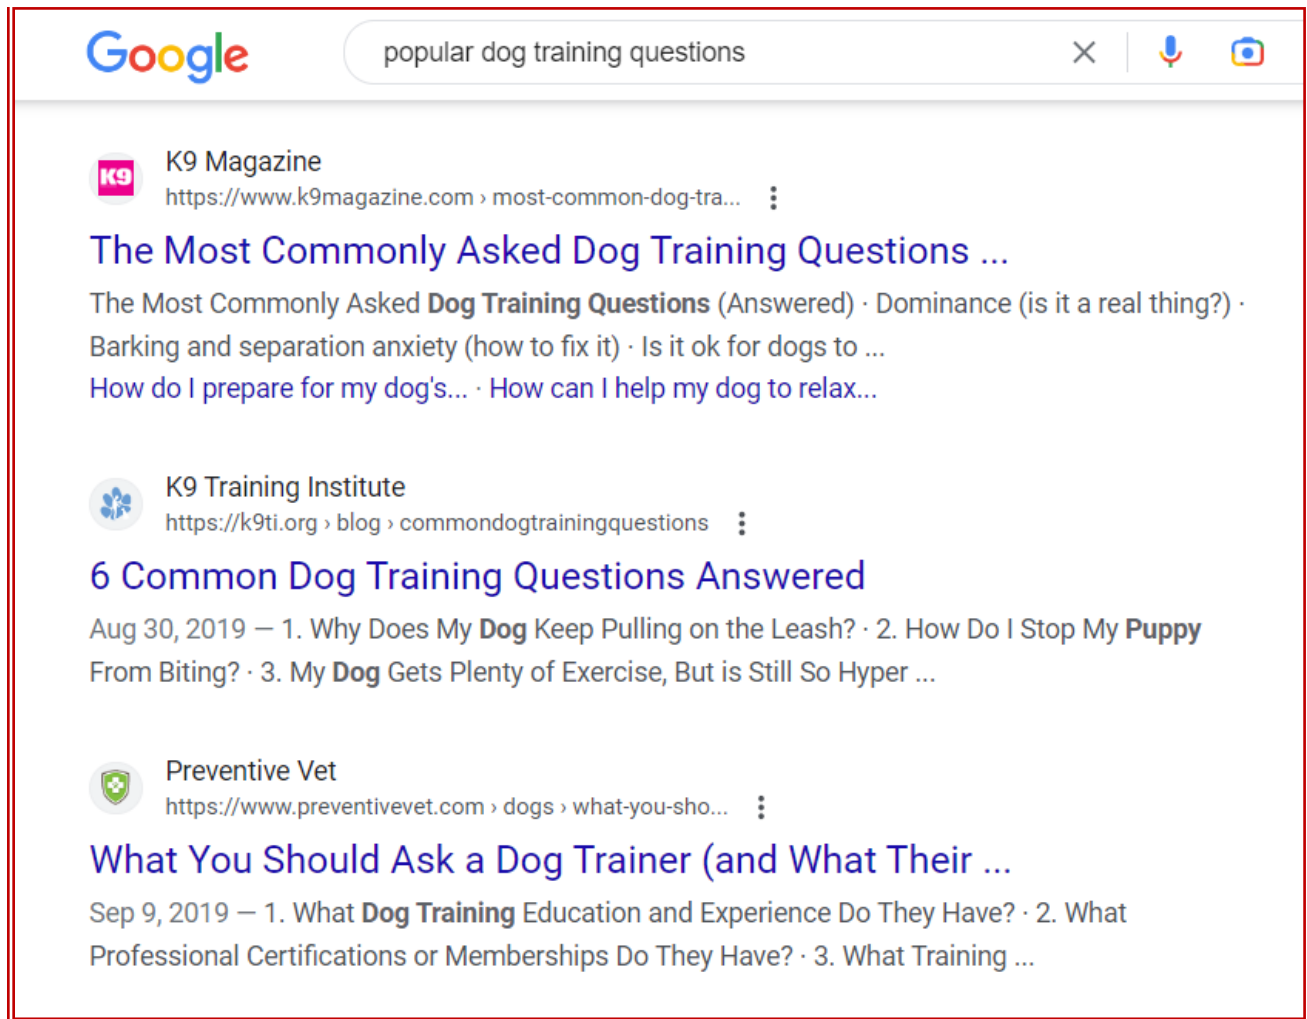 Google
popular dog training questions
K9
K9 Magazine
https://www.k9magazine.com › most-common-dog-tra...
The Most Commonly Asked Dog Training Questions ...
The Most Commonly Asked Dog Training Questions (Answered) · Dominance (is it a real thing?) ·
Barking and separation anxiety (how to fix it) · Is it ok for dogs to ...
How do I prepare for my dog's... · How can I help my dog to relax...
K9 Training Institute
https://k9ti.org › blog › commondogtrainingquestions
6 Common Dog Training Questions Answered
Aug 30, 2019 — 1. Why Does My Dog Keep Pulling on the Leash? · 2. How Do I Stop My Puppy
From Biting? · 3. My Dog Gets Plenty of Exercise, But is Still So Hyper ...
Preventive Vet
https://www.preventivevet.com › dogs › what-you-sho...
What You Should Ask a Dog Trainer (and What Their ...
Sep 9, 2019 — 1. What Dog Training Education and Experience Do They Have? · 2. What
Professional Certifications or Memberships Do They Have? · 3. What Training ...